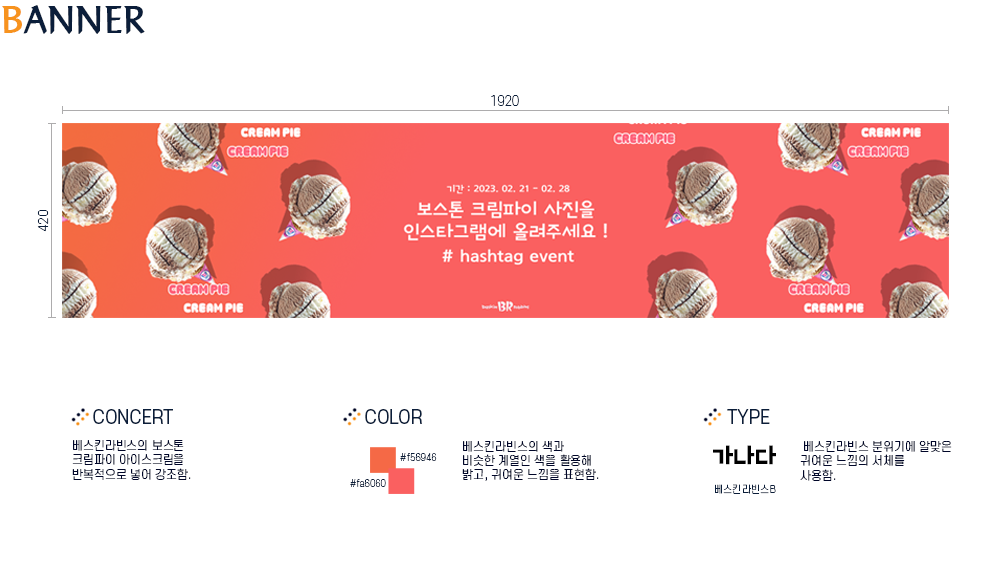 BANNER
1920
420
CREAM PIE
CREAM PIE
CREAM PIE
CREAM PIE
CREAM PIE
기간 : 2023. 02. 21 - 02. 28
보스톤 크림파이 사진을
인스타그램에 올려주세요 !
# hashtag event
CREAM PIE
CREAM PIE
CREAM PIE
CREAM PIE
BR
CONCERT
베스킨라빈스의 보스톤
크림파이 아이스크림을
반복적으로 넣어 강조함.
COLOR
#f56946
#fa6060
베스킨라빈스의 색과
비슷한 계열인 색을 활용해
밝고, 귀여운 느낌을 표현함.
TYPE
가나다
베스킨라빈스B
베스킨라빈스 분위기에 알맞은
귀여운 느낌의 서체를
사용함.